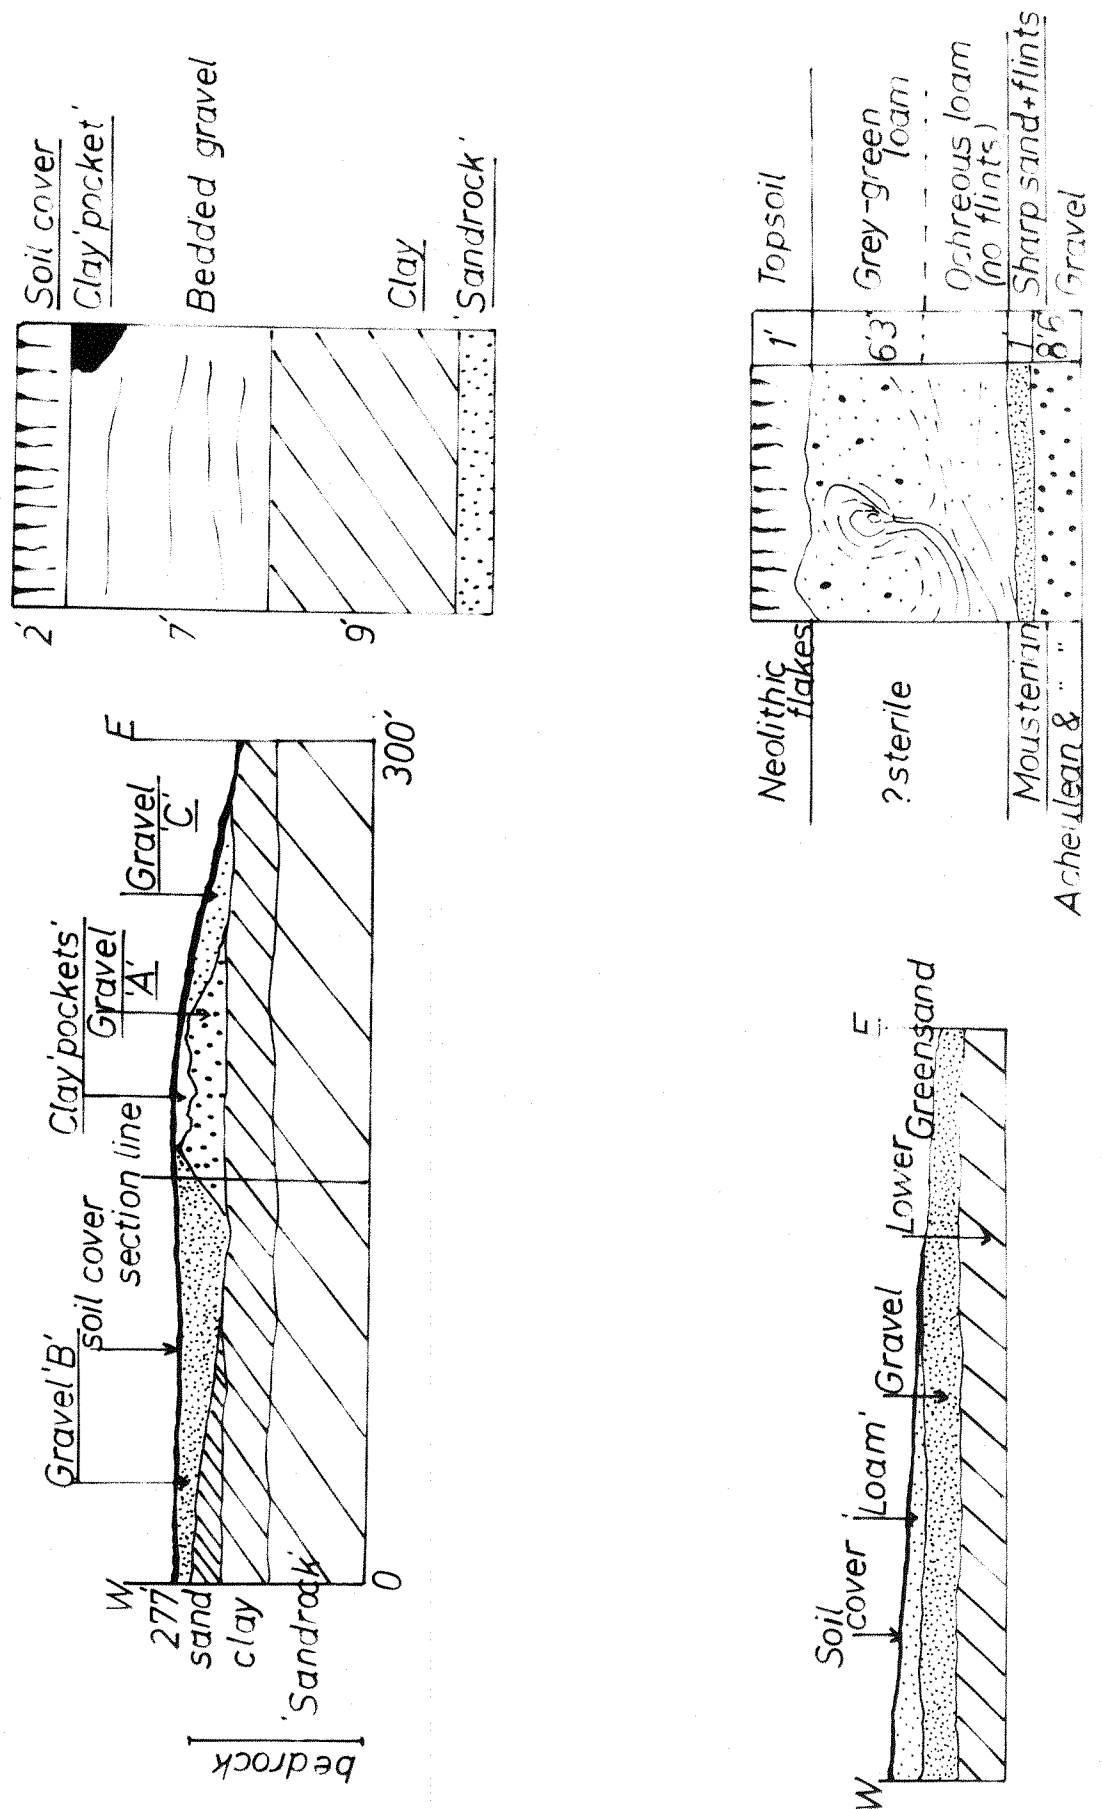 W
277'
sand
clay
'Sandrock'
bedrock
Gravel 'B'
soil cover
section line
Clay 'pockets'
Gravel
'A'
Gravel
'C'
E
0
300'
2'
7'
9'
Soil cover
Clay 'pocket'
Bedded gravel
Clay
'Sandrock'
W
Soil
cover
'Loam'
Gravel
Lower
Greensand
E
Neolithic
flakes
?sterile
Mousterian
Acheulean & " "
1'
6'3"
1'
8'6
Topsoil
Grey-green
loam
Ochreous loam
(no flints)
Sharp sand+flints
Gravel